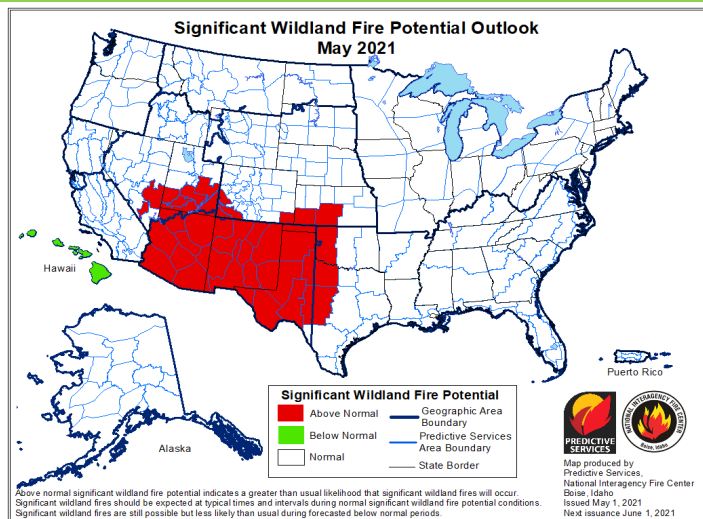 Significant Wildland Fire Potential Outlook
May 2021
Hawaii
Alaska
Puerto Rico
Significant Wildland Fire Potential
Above Normal
Below Normal
Normal
Geographic Area
Boundary
Predictive Services
Area Boundary
State Border
PREDICTIVE
SERVICES
NATIONAL INTERAGENCY FIRE CENTER
Boise, Idaho
Map produced by
Predictive Services,
National Interagency Fire Center
Boise, Idaho
Issued May 1, 2021
Next issuance June 1, 2021
Above normal significant wildland fire potential indicates a greater than usual likelihood that significant wildland fires will occur.
Significant wildland fires should be expected at typical times and intervals during normal significant wildland fire potential conditions.
Significant wildland fires are still possible but less likely than usual during forecasted below normal periods.